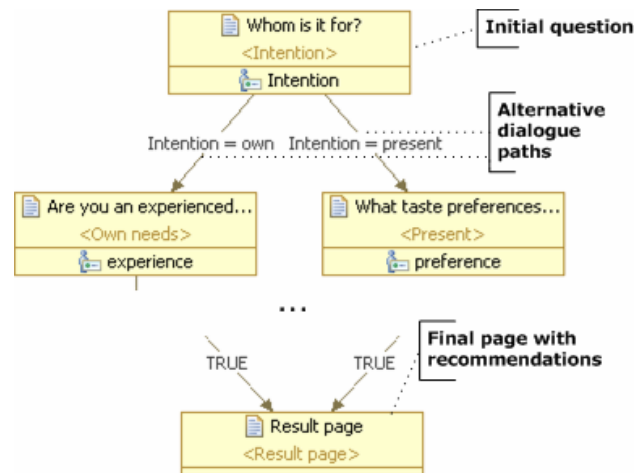 Whom is it for?
<Intention>
Intention
Initial question
Alternative
dialogue
paths
Intention = own
Intention = present
Are you an experienced...
<Own needs>
experience
What taste preferences...
<Present>
preference
...
Final page with
recommendations
TRUE
TRUE
Result page
<Result page>